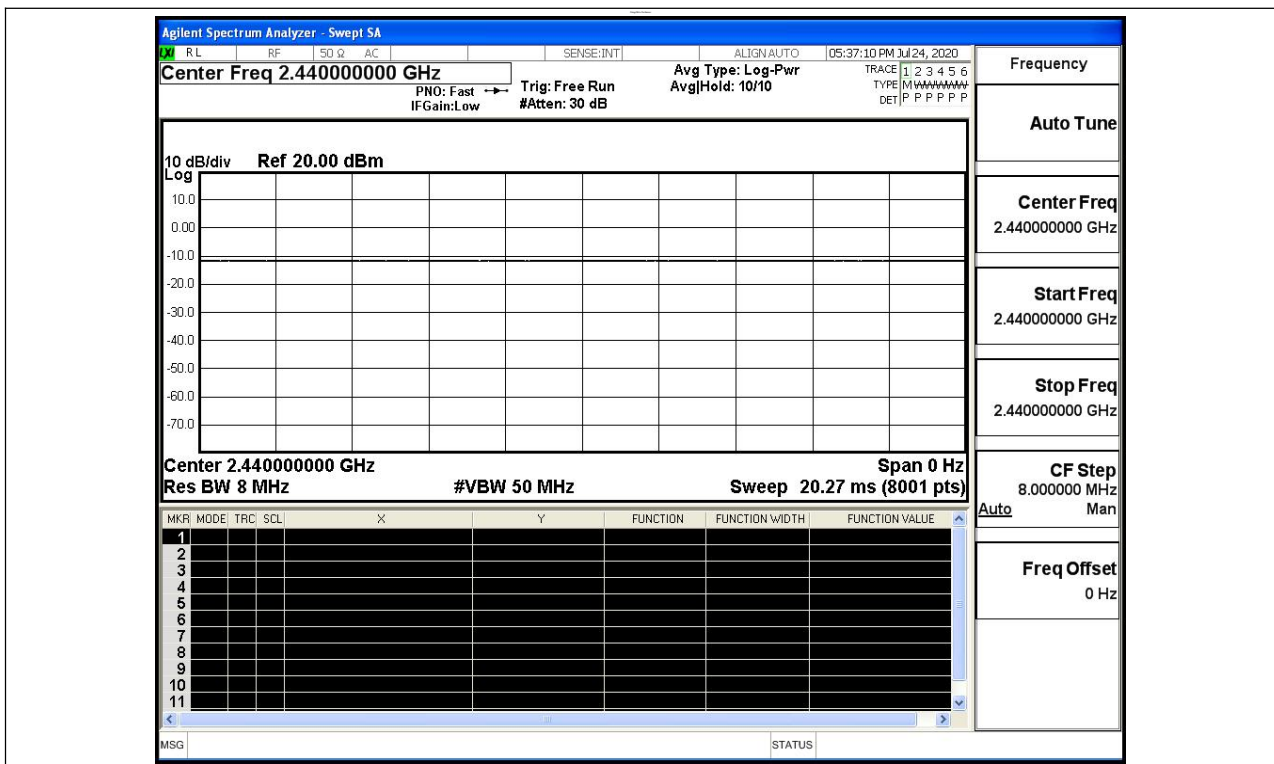 Agilent Spectrum Analyzer - Swept SA
RL RF 50 Ω AC SENSE:INT ALIGN AUTO 05:37:10 PM Jul 24, 2020
Center Freq 2.440000000 GHz
PNO: Fast
IFGain:Low
Trig: Free Run
#Atten: 30 dB
Avg Type: Log-Pwr
Avg|Hold: 10/10
TRACE 1 2 3 4 5 6
TYPE M W W W W W
DET P P P P P P
10 dB/div Ref 20.00 dBm
Log
10.0
0.00
-10.0
-20.0
-30.0
-40.0
-50.0
-60.0
-70.0
Center 2.440000000 GHz Span 0 Hz
Res BW 8 MHz #VBW 50 MHz Sweep 20.27 ms (8001 pts)
MKR MODE TRC SCL X Y FUNCTION FUNCTION WIDTH FUNCTION VALUE
1
2
3
4
5
6
7
8
9
10
11
MSG STATUS
Frequency
Auto Tune
Center Freq
2.440000000 GHz
Start Freq
2.440000000 GHz
Stop Freq
2.440000000 GHz
CF Step
8.000000 MHz
Auto Man
Freq Offset
0 Hz